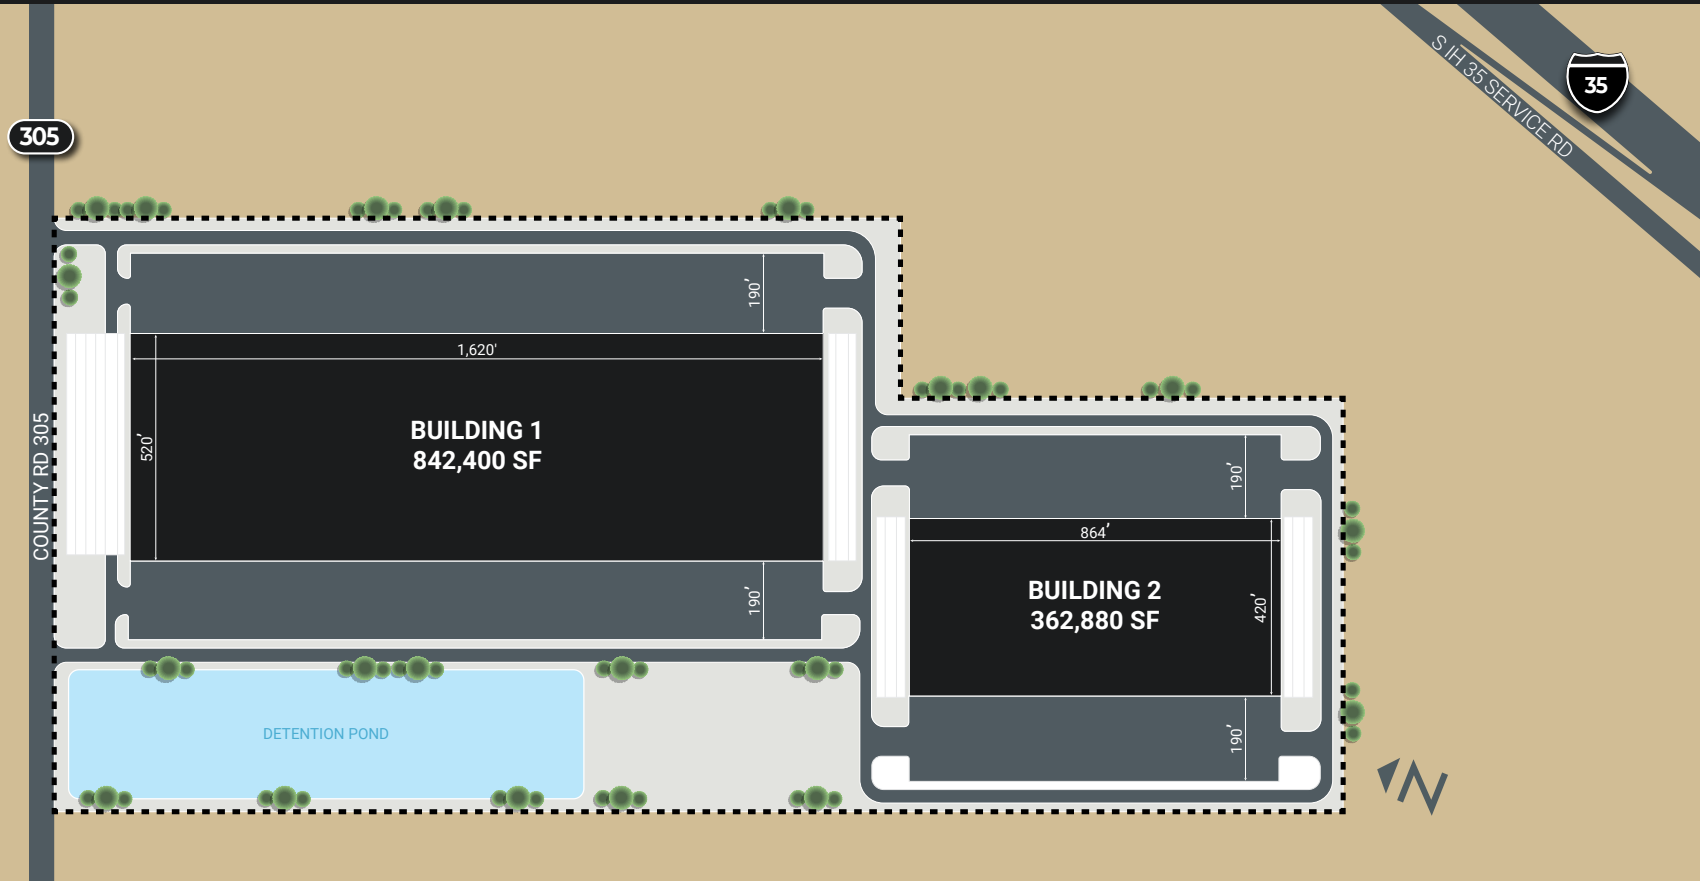 35
S IH 35 SERVICE RD
305
COUNTY RD 305
190′
1,620'
520′
BUILDING 1
842,400 SF
190′
190′
864′
BUILDING 2
362,880 SF
420′
190′
DETENTION POND
N